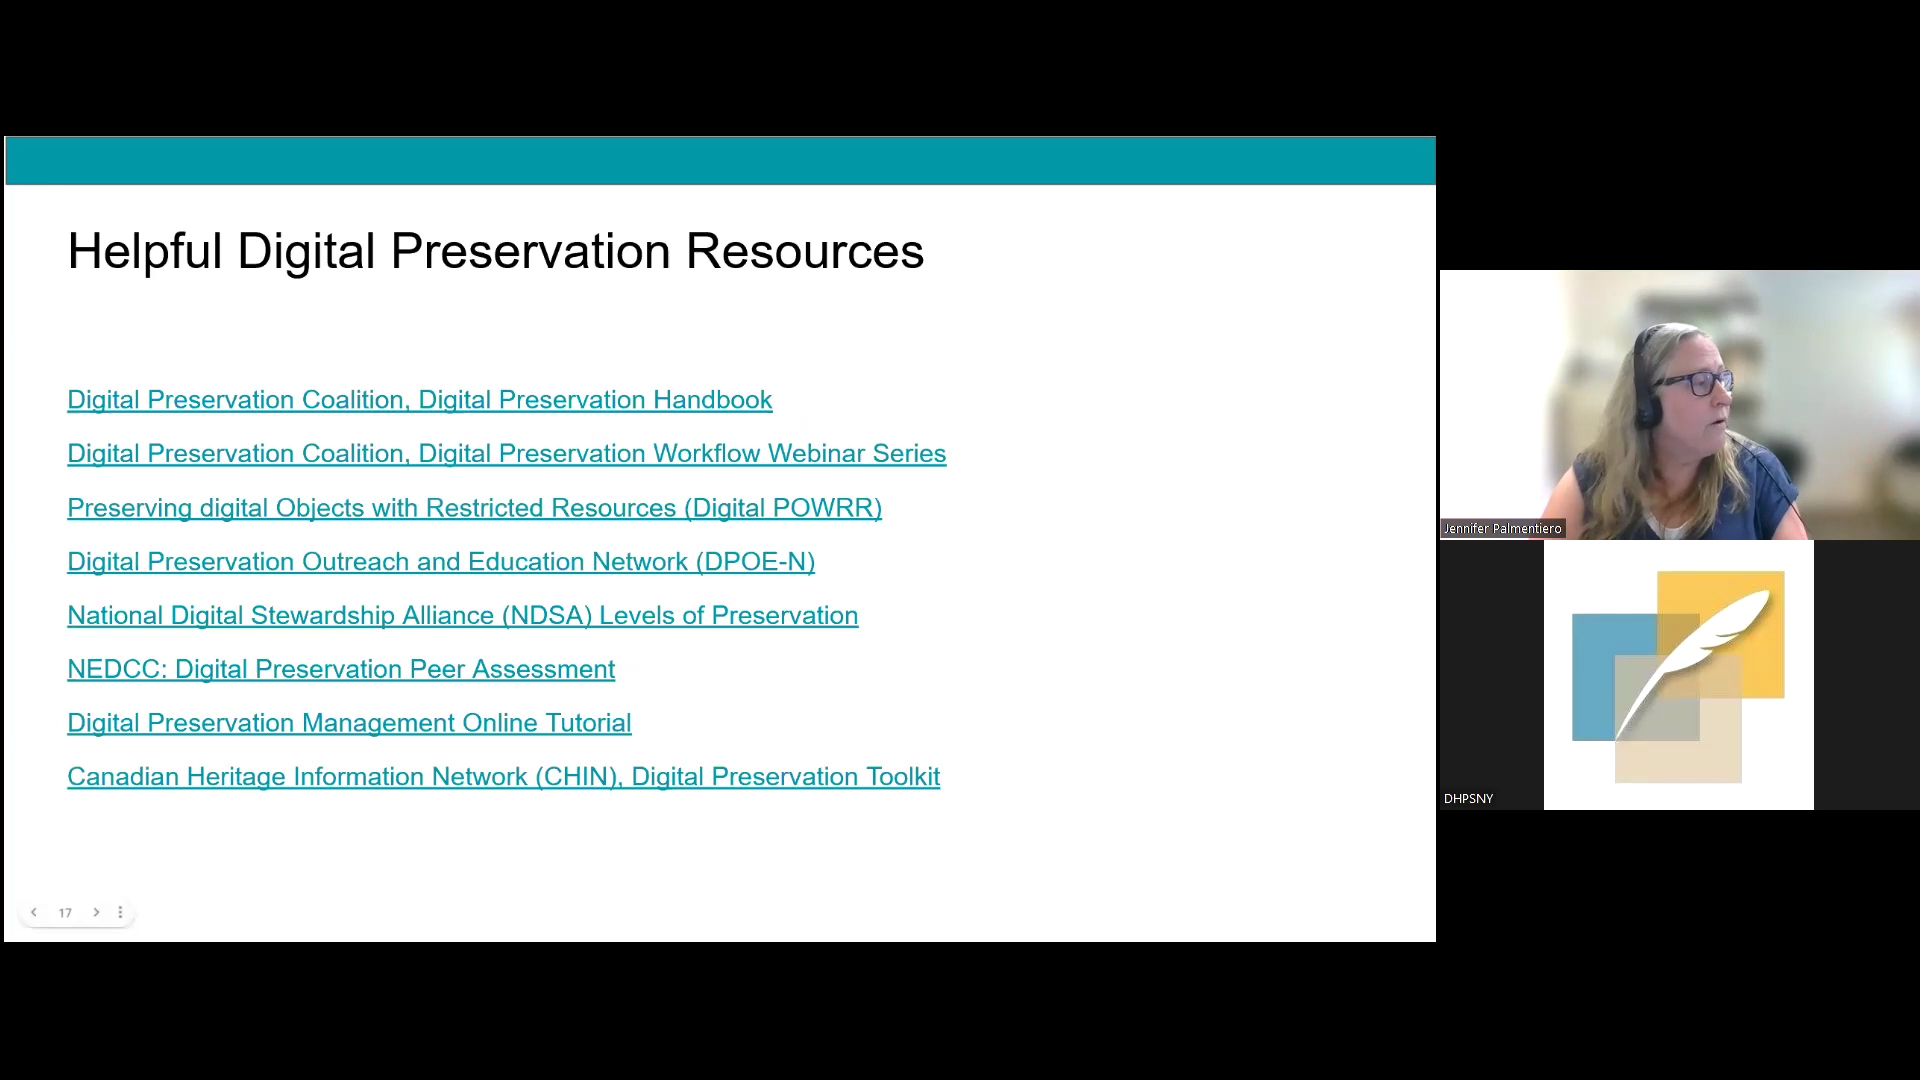 Helpful Digital Preservation Resources
Digital Preservation Coalition, Digital Preservation Handbook
Digital Preservation Coalition, Digital Preservation Workflow Webinar Series
Preserving digital Objects with Restricted Resources (Digital POWRR)
Digital Preservation Outreach and Education Network (DPOE-N)
National Digital Stewardship Alliance (NDSA) Levels of Preservation
NEDCC: Digital Preservation Peer Assessment
Digital Preservation Management Online Tutorial
Canadian Heritage Information Network (CHIN), Digital Preservation Toolkit
17
Jennifer Palmentiero
DHPSNY